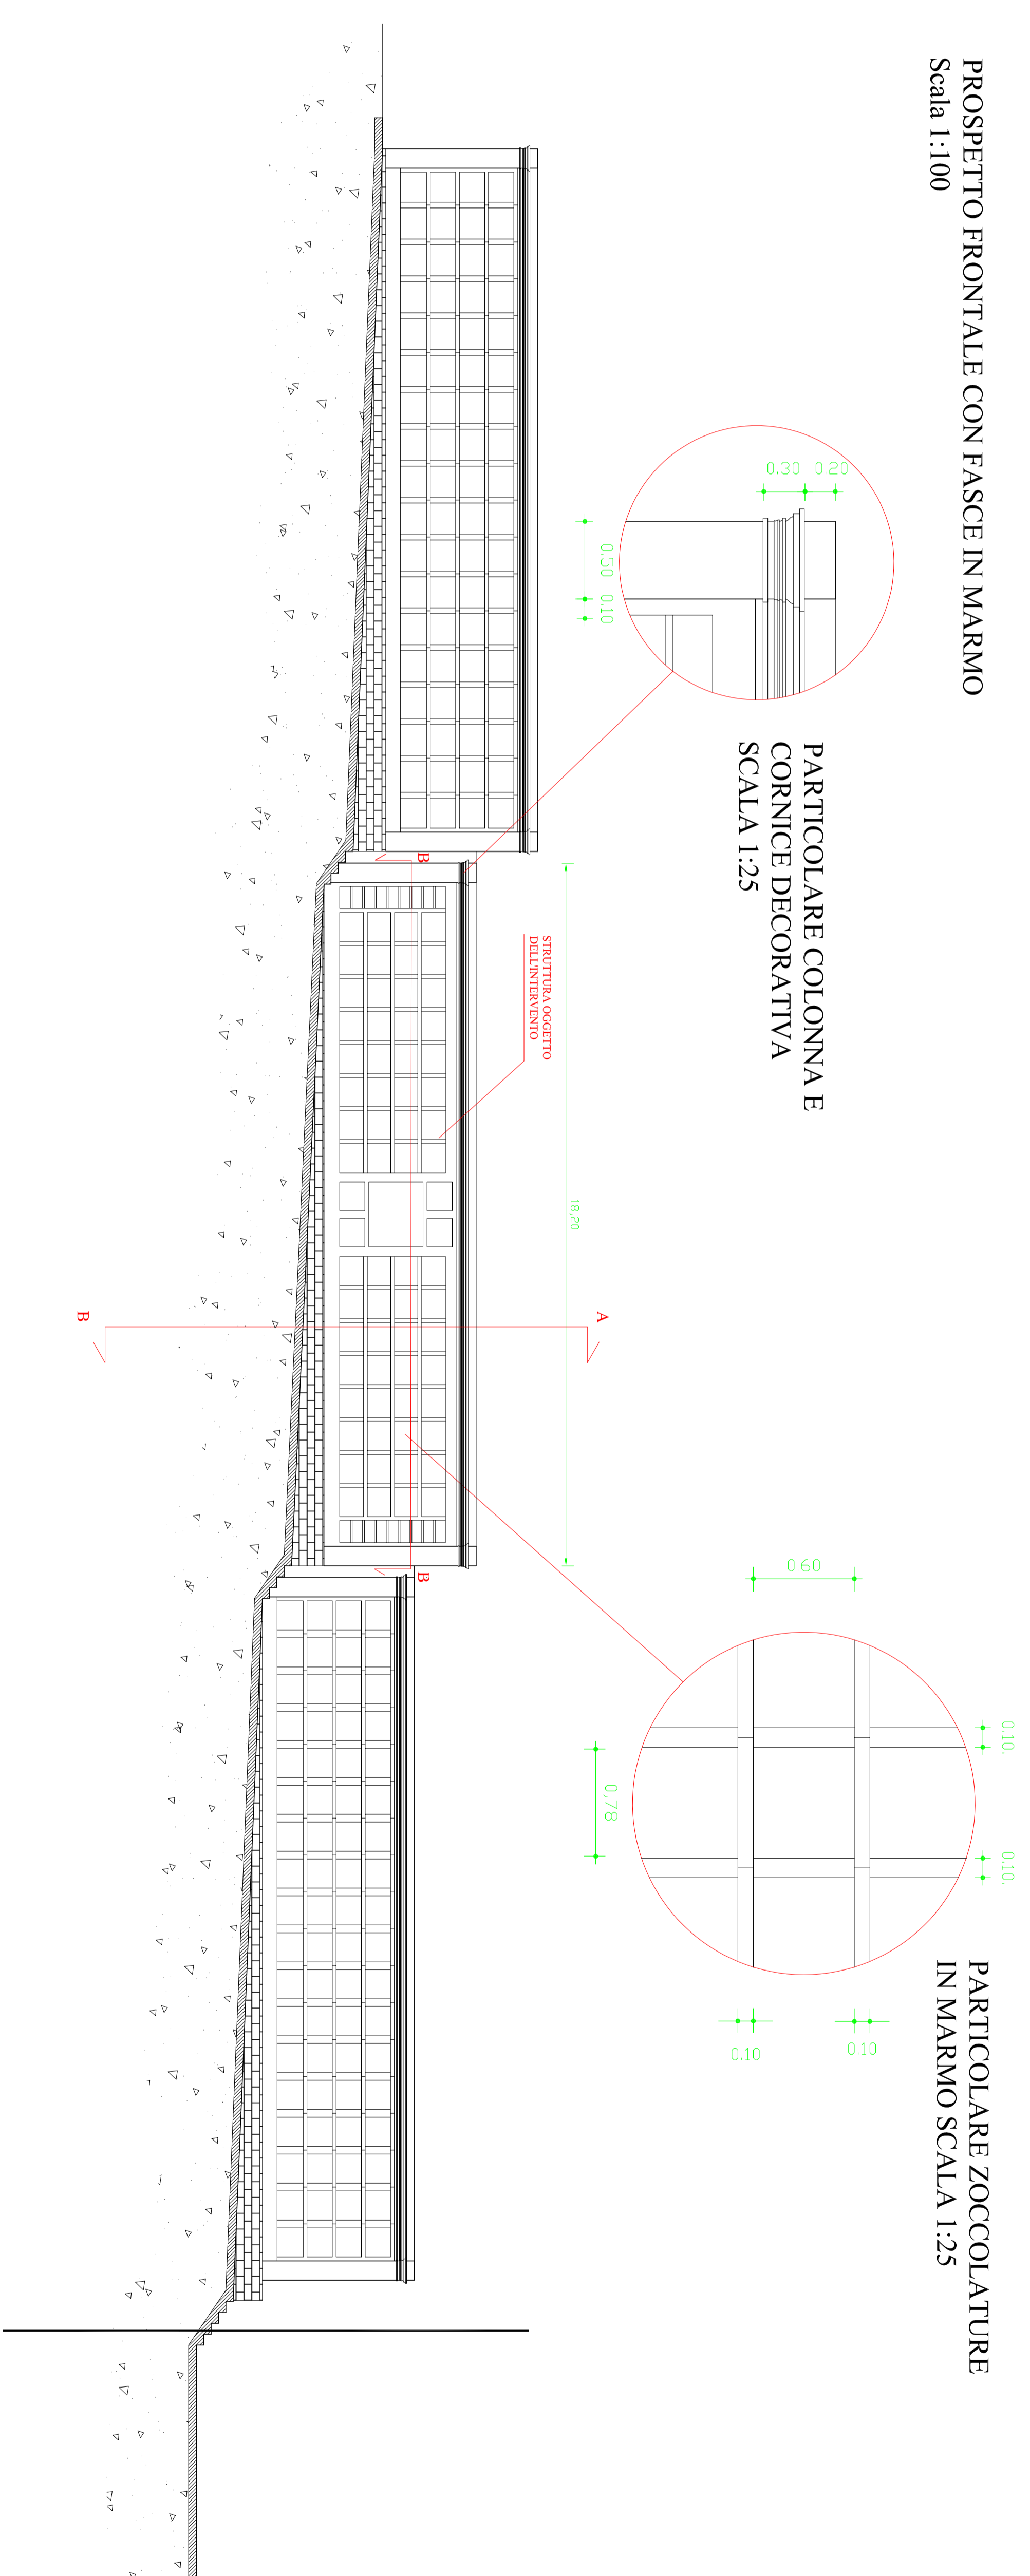 PROSPETTO FRONTALE CON FASCE IN MARMO
Scala 1:100
0.30
0.20
0.50
0.10
PARTICOLARE COLONNA E
CORNICE DECORATIVA
SCALA 1:25
B
STRUTTURA OGGETTO
DELL'INTERVENTO
18,20
A
B
B
0.60
0.10.
0.10.
0,78
0.10
0.10
PARTICOLARE ZOCCOLATURE
IN MARMO SCALA 1:25